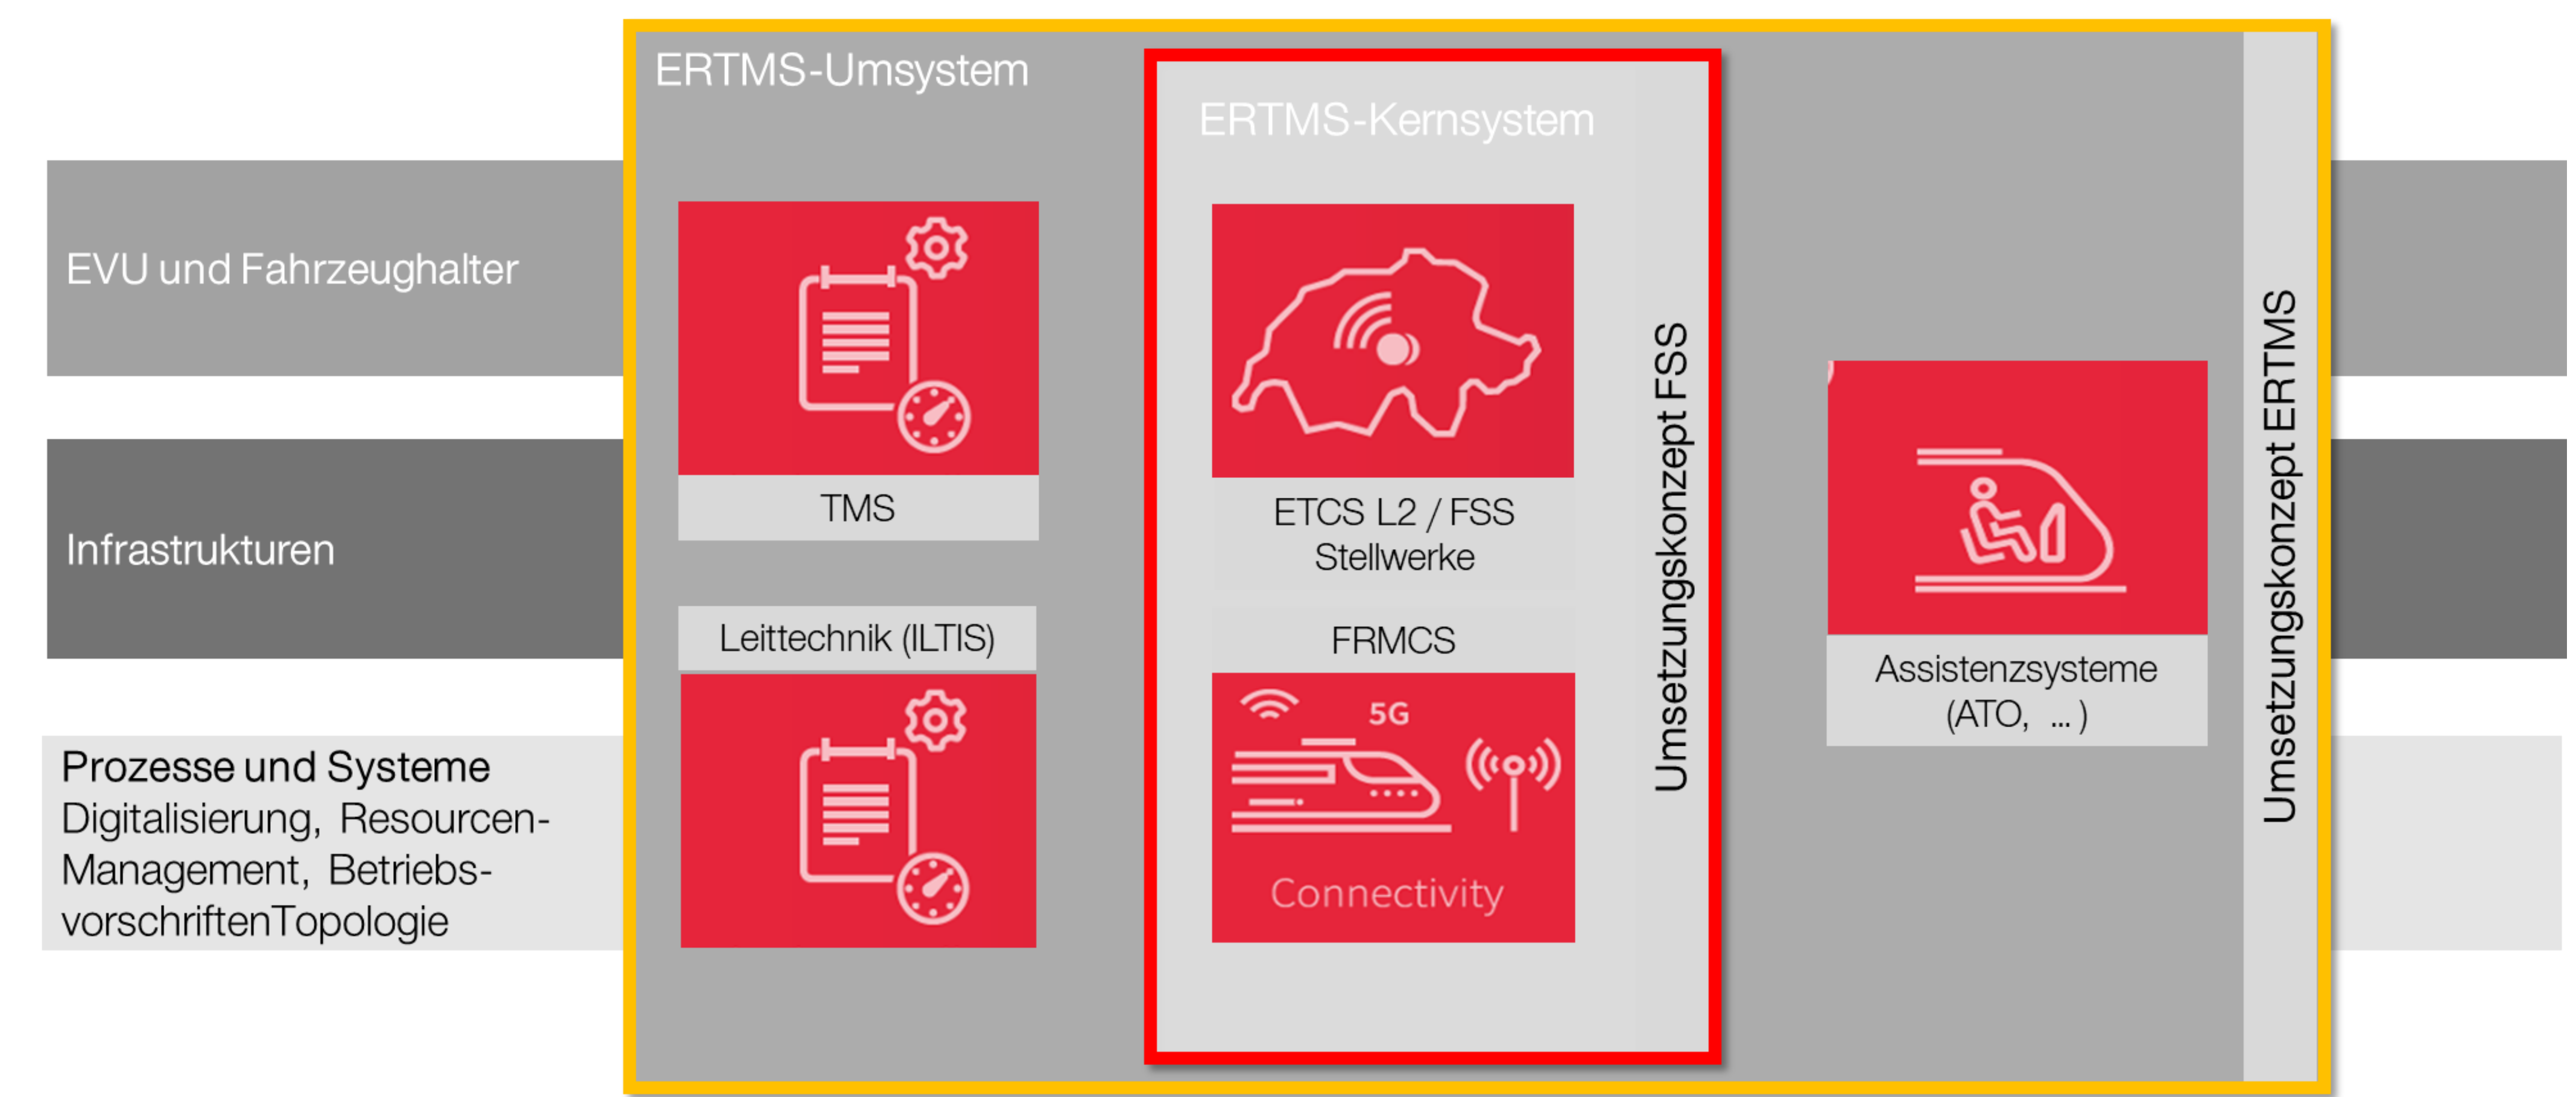 ERTMS-Umsystem
ERTMS-Kernsystem
EVU und Fahrzeughalter
Infrastrukturen
Prozesse und Systeme
Digitalisierung, Resourcen-
Management, Betriebs-
vorschriftenTopologie
TMS
Leittechnik (ILTIS)
ETCS L2 / FSS
Stellwerke
FRMCS
5G
Connectivity
Umsetzungskonzept FSS
Assistenzsysteme
(ATO, ... )
Umsetzungskonzept ERTMS